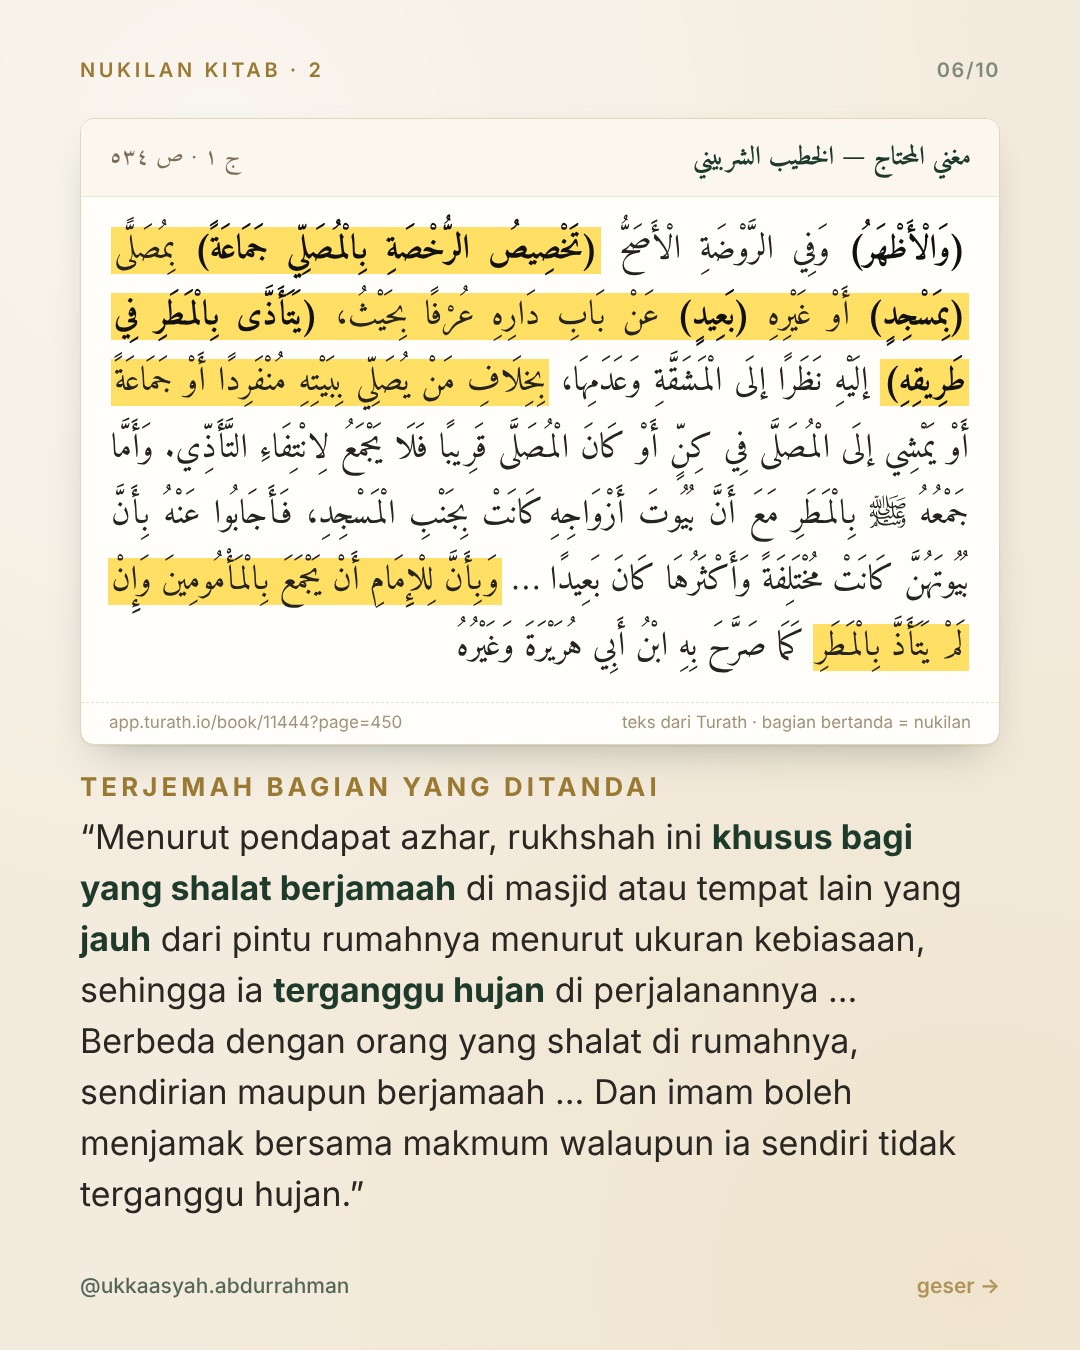 NUKILAN KITAB · 2
06/10
مغني المحتاج — الخطيب الشربيني
ج ١ · ص ٥٣٤
(وَالْأَظْهَرُ) وَفِي الرَّوْضَةِ الْأَصَحُّ (تَخْصِيصُ الرُّخْصَةِ بِالْمُصَلِّي جَمَاعَةً) بِمُصَلًّى
(بِمَسْجِدٍ) أَوْ غَيْرِهِ (بَعِيدٍ) عَنْ بَابِ دَارِهِ عُرْفًا بِحَيْثُ، (يَتَأَذَّى بِالْمَطَرِ فِي
طَرِيقِهِ) إلَيْهِ نَظَرًا إلَى الْمَشَقَّةِ وَعَدَمِهَا، بِخِلَافِ مَنْ يُصَلِّي بِبَيْتِهِ مُنْفَرِدًا أَوْ جَمَاعَةً
أَوْ يَمْشِي إلَى الْمُصَلَّى فِي كِنٍّ أَوْ كَانَ الْمُصَلَّى قَرِيبًا فَلَا يَجْمَعُ لِانْتِفَاءِ التَّأَذِّي. وَأَمَّا
جَمْعُهُ ﷺ بِالْمَطَرِ مَعَ أَنَّ بُيُوتَ أَزْوَاجِهِ كَانَتْ بِجَنْبِ الْمَسْجِدِ، فَأَجَابُوا عَنْهُ بِأَنَّ
بُيُوتَهُنَّ كَانَتْ مُخْتَلِفَةً وَأَكْثَرُهَا كَانَ بَعِيدًا ... وَبِأَنَّ لِلْإِمَامِ أَنْ يَجْمَعَ بِالْمَأْمُومِينَ وَإِنْ
لَمْ يَتَأَذَّ بِالْمَطَرِ كَمَا صَرَّحَ بِهِ ابْنُ أَبِي هُرَيْرَةَ وَغَيْرُهُ
app.turath.io/book/11444?page=450
teks dari Turath · bagian bertanda = nukilan
TERJEMAH BAGIAN YANG DITANDAI
“Menurut pendapat azhar, rukhshah ini khusus bagi
yang shalat berjamaah di masjid atau tempat lain yang
jauh dari pintu rumahnya menurut ukuran kebiasaan,
sehingga ia terganggu hujan di perjalanannya ...
Berbeda dengan orang yang shalat di rumahnya,
sendirian maupun berjamaah ... Dan imam boleh
menjamak bersama makmum walaupun ia sendiri tidak
terganggu hujan.”
@ukkaasyah.abdurrahman
geser →